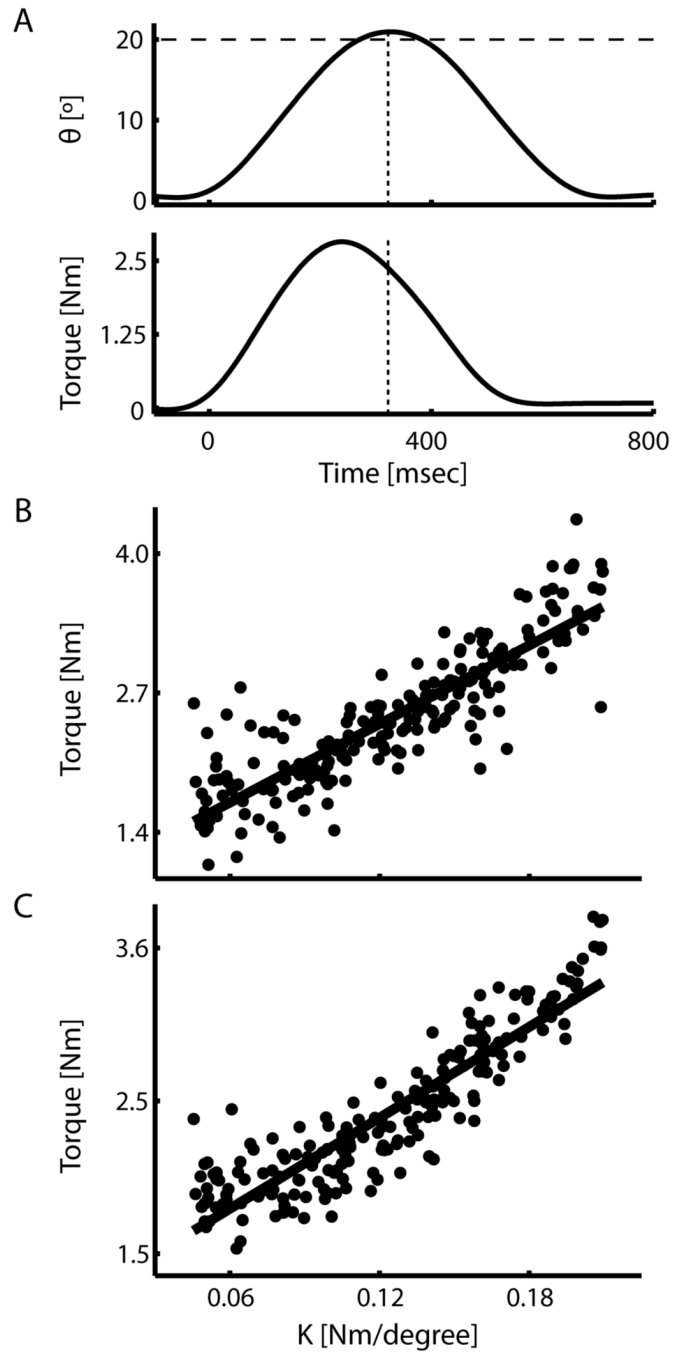 A
20
10
0
θ [º]
2.5
1.25
0
Torque [Nm]
0
400
800
Time [msec]
B
4.0
2.7
1.4
Torque [Nm]
C
3.6
2.5
1.5
Torque [Nm]
0.06
0.12
0.18
K [Nm/degree]